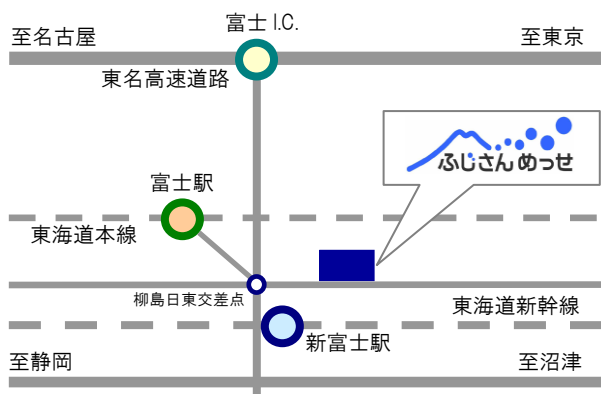 富士 I.C.
至名古屋
至東京
東名高速道路
ふじさんめっせ
富士駅
東海道本線
柳島日東交差点
東海道新幹線
新富士駅
至静岡
至沼津